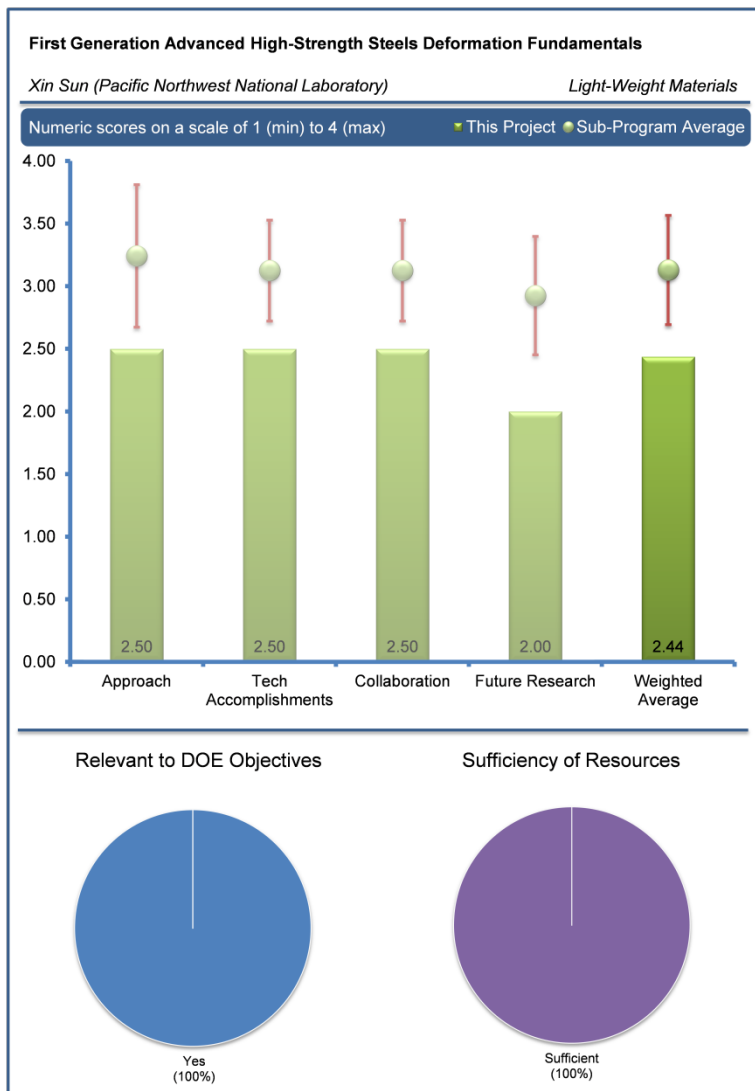 First Generation Advanced High-Strength Steels Deformation Fundamentals
Xin Sun (Pacific Northwest National Laboratory) Light-Weight Materials
Numeric scores on a scale of 1 (min) to 4 (max) This Project Sub-Program Average
4.00
3.50
3.00
2.50
2.00
1.50
1.00
0.50
0.00
2.50 2.50 2.50 2.00 2.44
Approach Tech Accomplishments Collaboration Future Research Weighted Average
Relevant to DOE Objectives Sufficiency of Resources
Yes Sufficient
(100%) (100%)